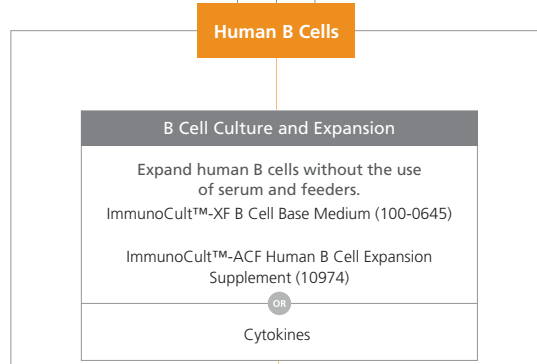 Human B Cells
B Cell Culture and Expansion
Expand human B cells without the use
of serum and feeders.
ImmunoCult™-XF B Cell Base Medium (100-0645)
ImmunoCult™-ACF Human B Cell Expansion
Supplement (10974)
OR
Cytokines